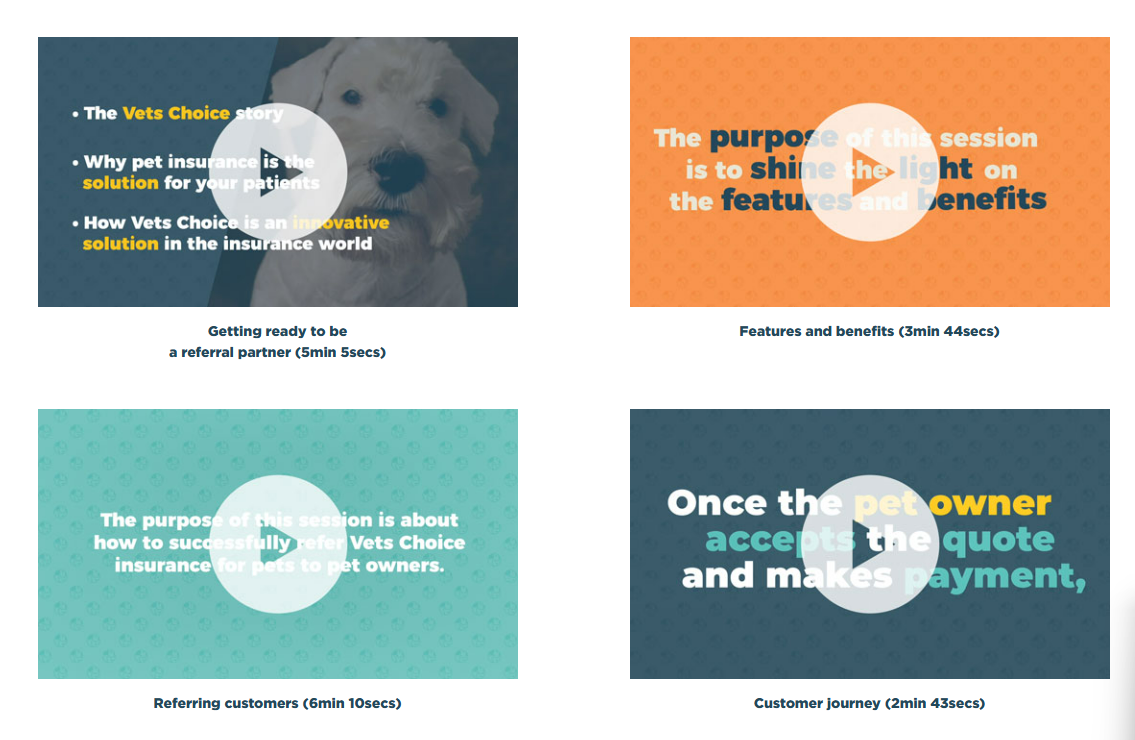 • The Vets Choice story
• Why pet insurance is the
solution for your patients
• How Vets Choice is an innovative
solution in the insurance world
Getting ready to be
a referral partner (5min 5secs)
The purpose of this session
is to shine the light on
the features and benefits
Features and benefits (3min 44secs)
The purpose of this session is about
how to successfully refer Vets Choice
insurance for pets to pet owners.
Referring customers (6min 10secs)
Once the pet owner
accepts the quote
and makes payment,
Customer journey (2min 43secs)